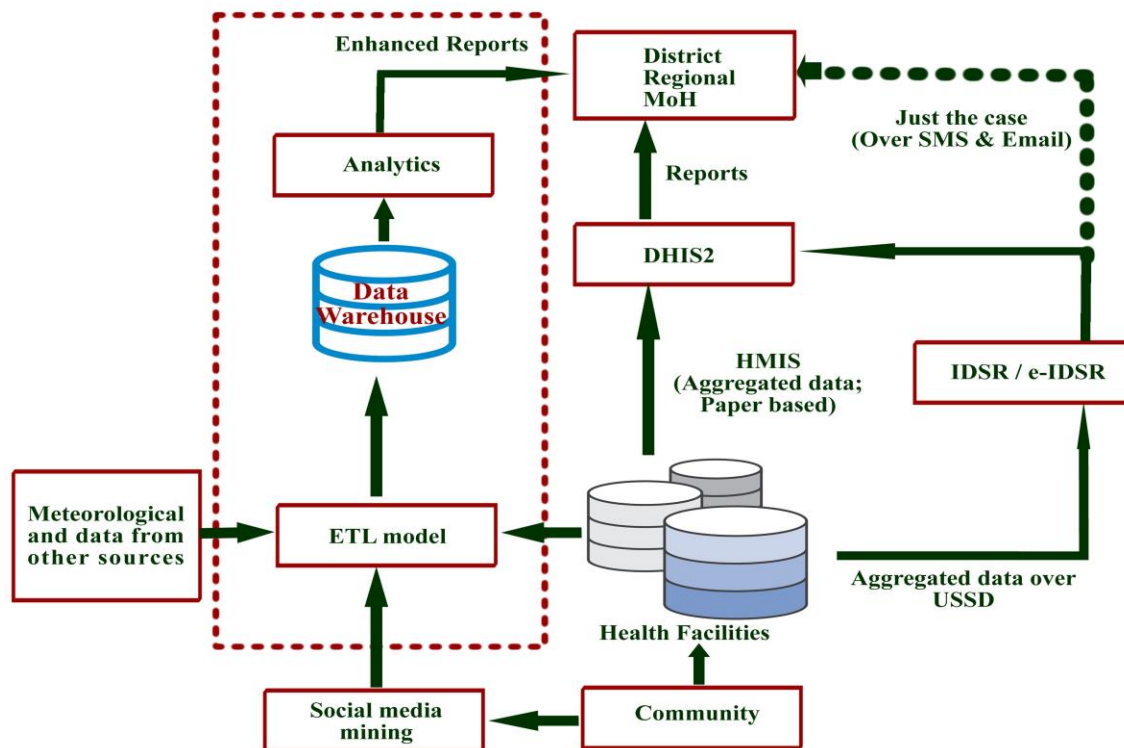 Enhanced Reports
District
Regional
MoH
Just the case
(Over SMS & Email)
Analytics
Reports
DHIS2
Data
Warehouse
HMIS
(Aggregated data;
Paper based)
IDSR / e-IDSR
Meteorological
and data from
other sources
ETL model
Aggregated data over
USSD
Health Facilities
Social media
mining
Community